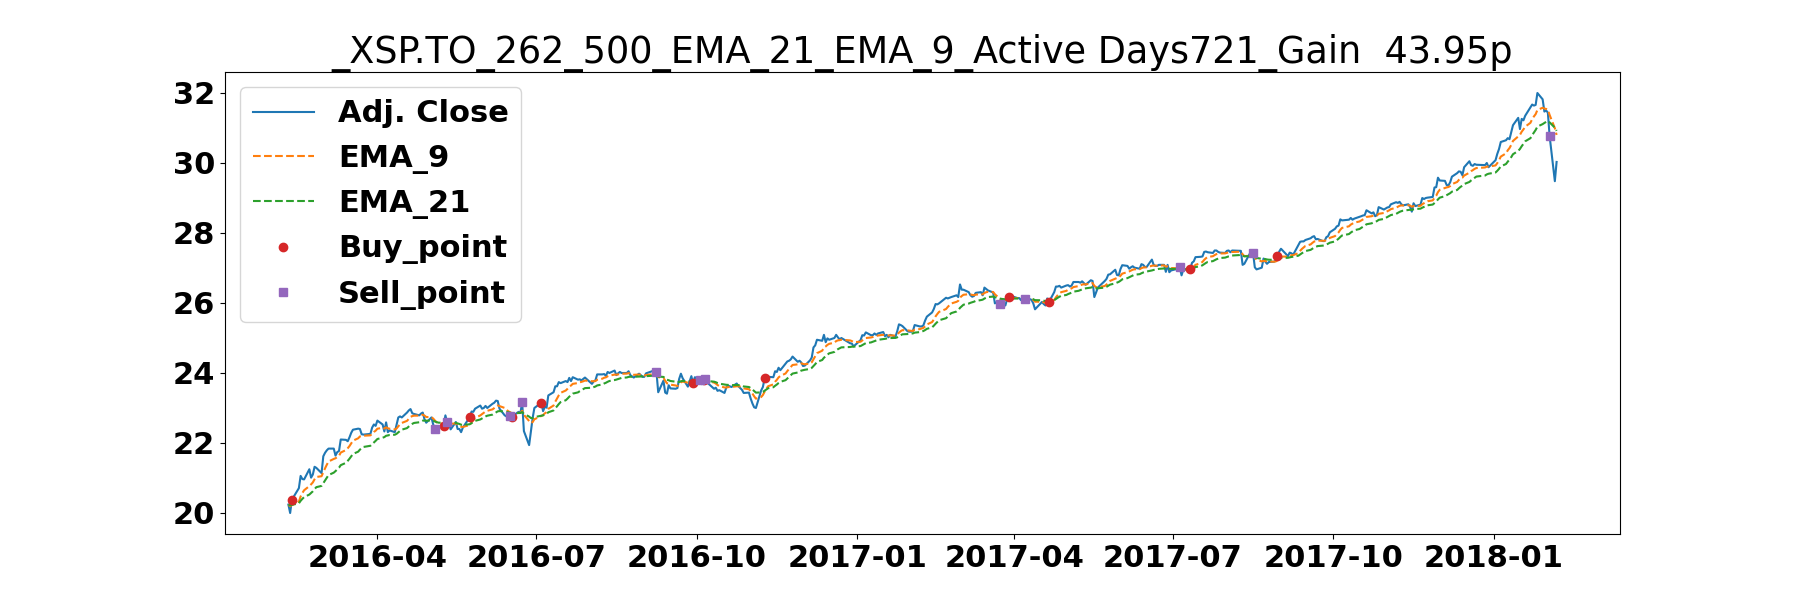 _XSP.TO_262_500_EMA_21_EMA_9_Active Days721_Gain  43.95p
32
30
28
26
24
22
20
Adj. Close
EMA_9
EMA_21
Buy_point
Sell_point
2016-04 2016-07 2016-10 2017-01 2017-04 2017-07 2017-10 2018-01